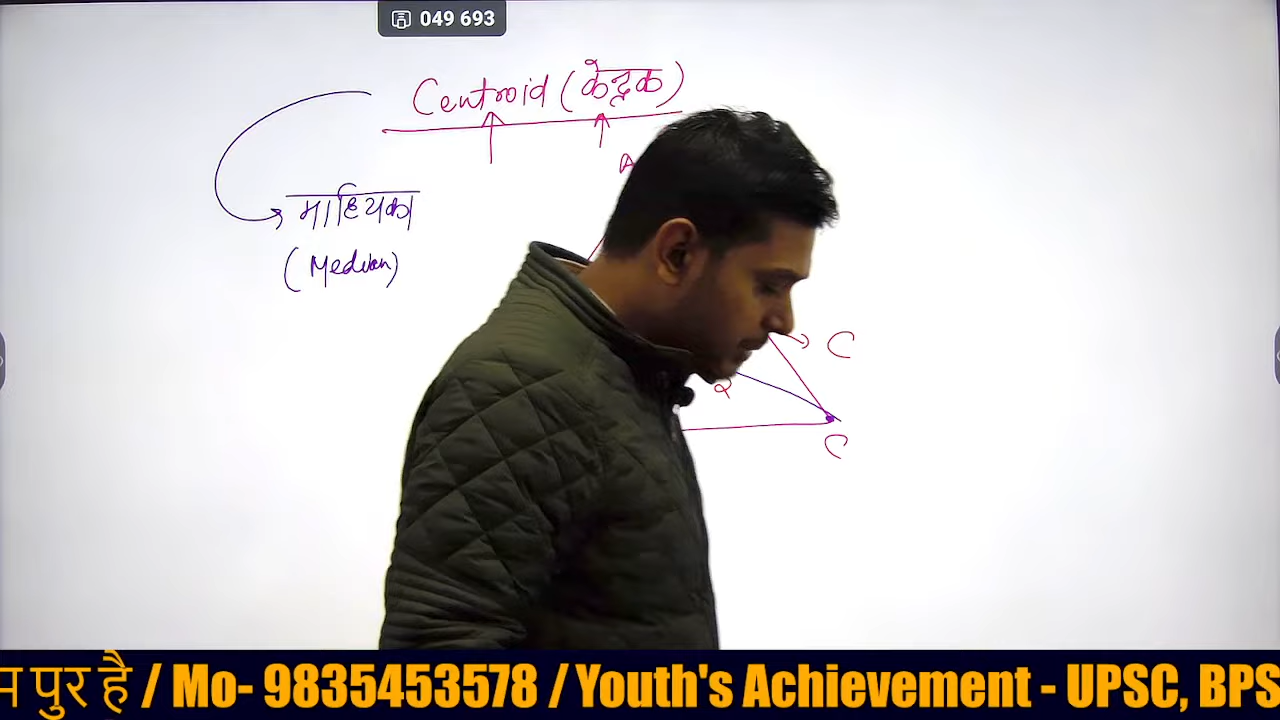 049 693
Centroid (केन्द्रक)
A
माध्यिका
(Median)
C
Q
C
म पुर है / Mo- 9835453578 / Youth's Achievement - UPSC, BPS